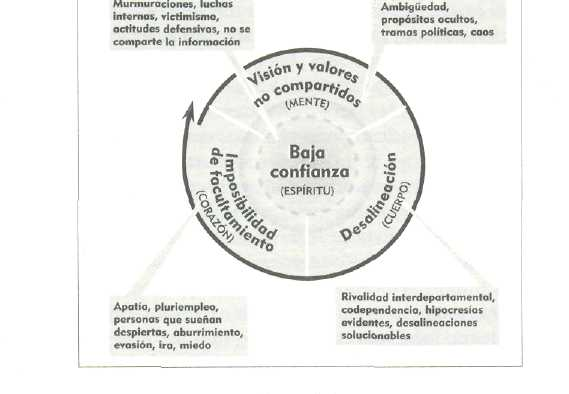 Murmuraciones, luchas
internas, victimismo,
actitudes defensivas, no se
comparte la información
Ambigüedad,
propósitos ocultos,
tramas políticas, caos
Visión y valores
no compartidos
(MENTE)
Baja
confianza
(ESPÍRITU)
Imposibilidad
de facultamiento
(CORAZÓN)
Desalineación
(CUERPO)
Apatía, pluriempleo,
personas que sueñan
despiertas, aburrimiento,
evasión, ira, miedo
Rivalidad interdepartamental,
codependencia, hipocresías
evidentes, desalineaciones
solucionables